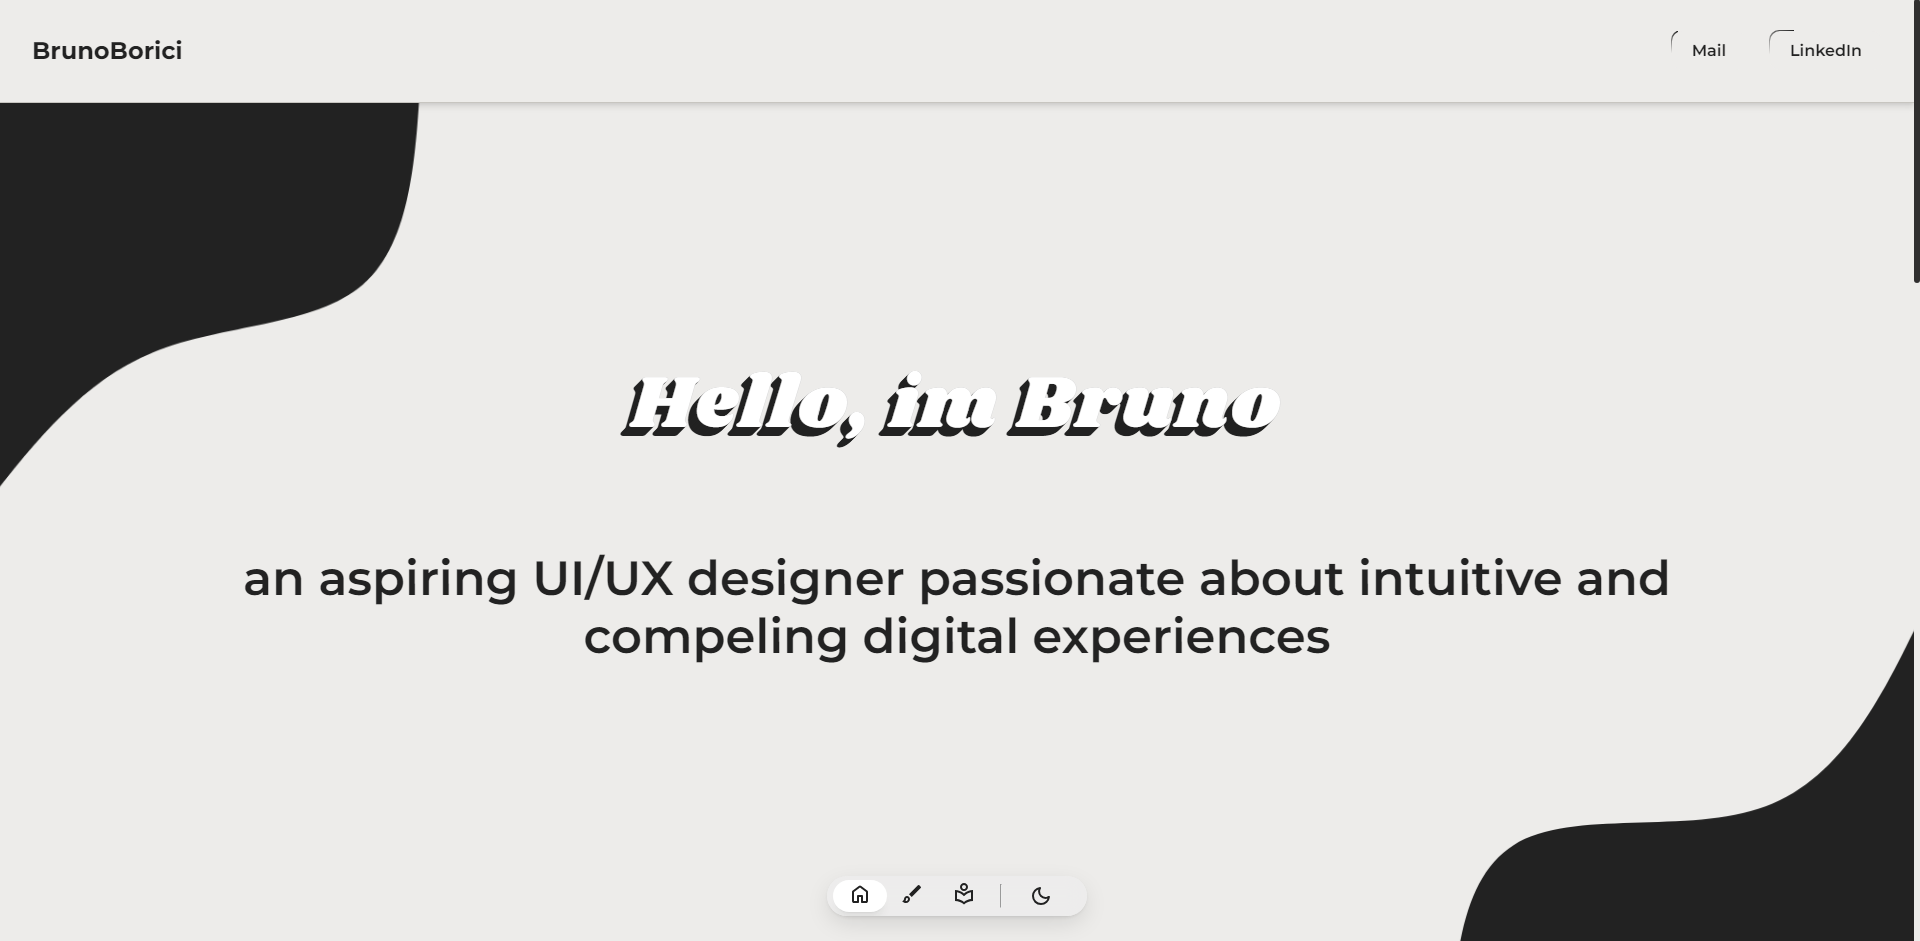 BrunoBorici
Mail
LinkedIn
Hello, im Bruno
an aspiring UI/UX designer passionate about intuitive and
compeling digital experiences